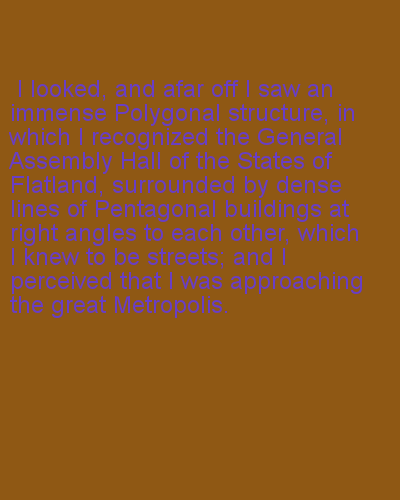 I looked, and afar off I saw an
immense Polygonal structure, in
which I recognized the General
Assembly Hall of the States of
Flatland, surrounded by dense
lines of Pentagonal buildings at
right angles to each other, which
I knew to be streets; and I
perceived that I was approaching
the great Metropolis.